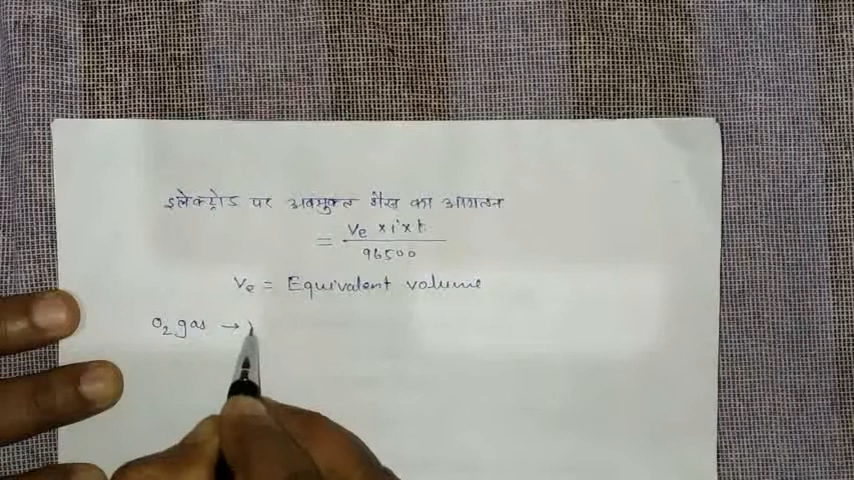 इलेक्ट्रोड पर अवमुक्त गैस का आयतन
= Ve × i × t
96500
Ve = Equivalent volume
O2 gas →